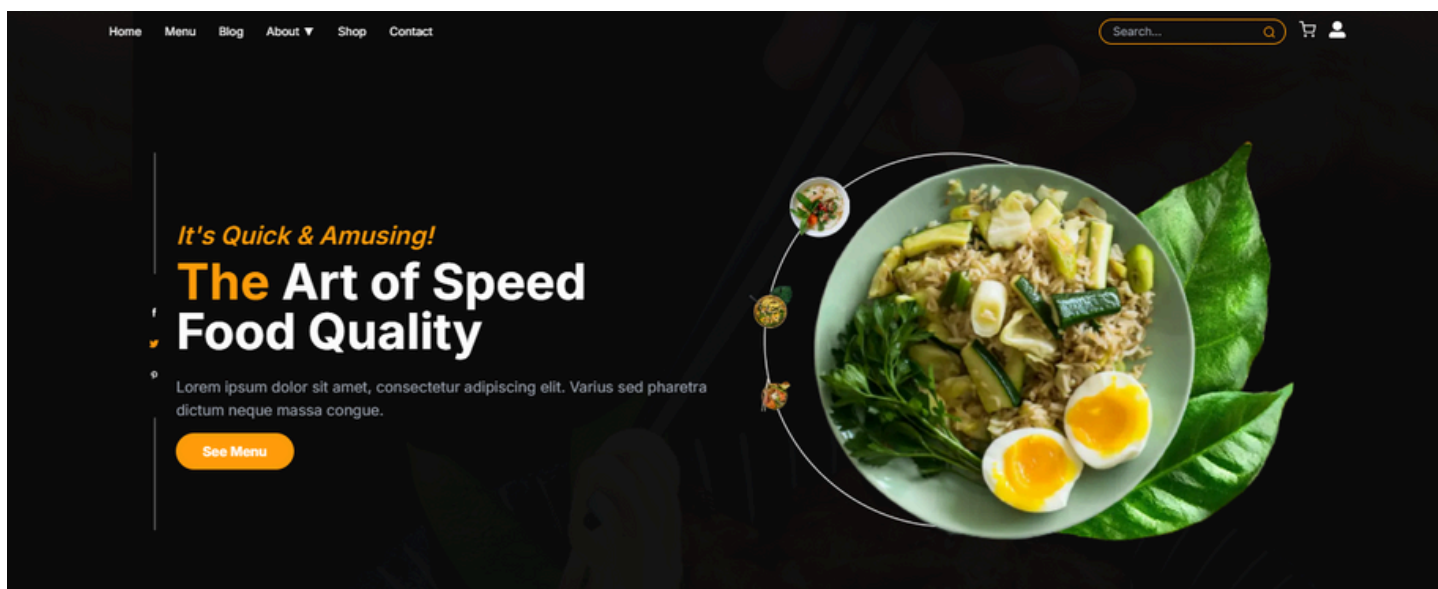 Home Menu Blog About ▼ Shop Contact Search...
It's Quick & Amusing!
The Art of Speed
Food Quality
Lorem ipsum dolor sit amet, consectetur adipiscing elit. Varius sed pharetra
dictum neque massa congue.
See Menu